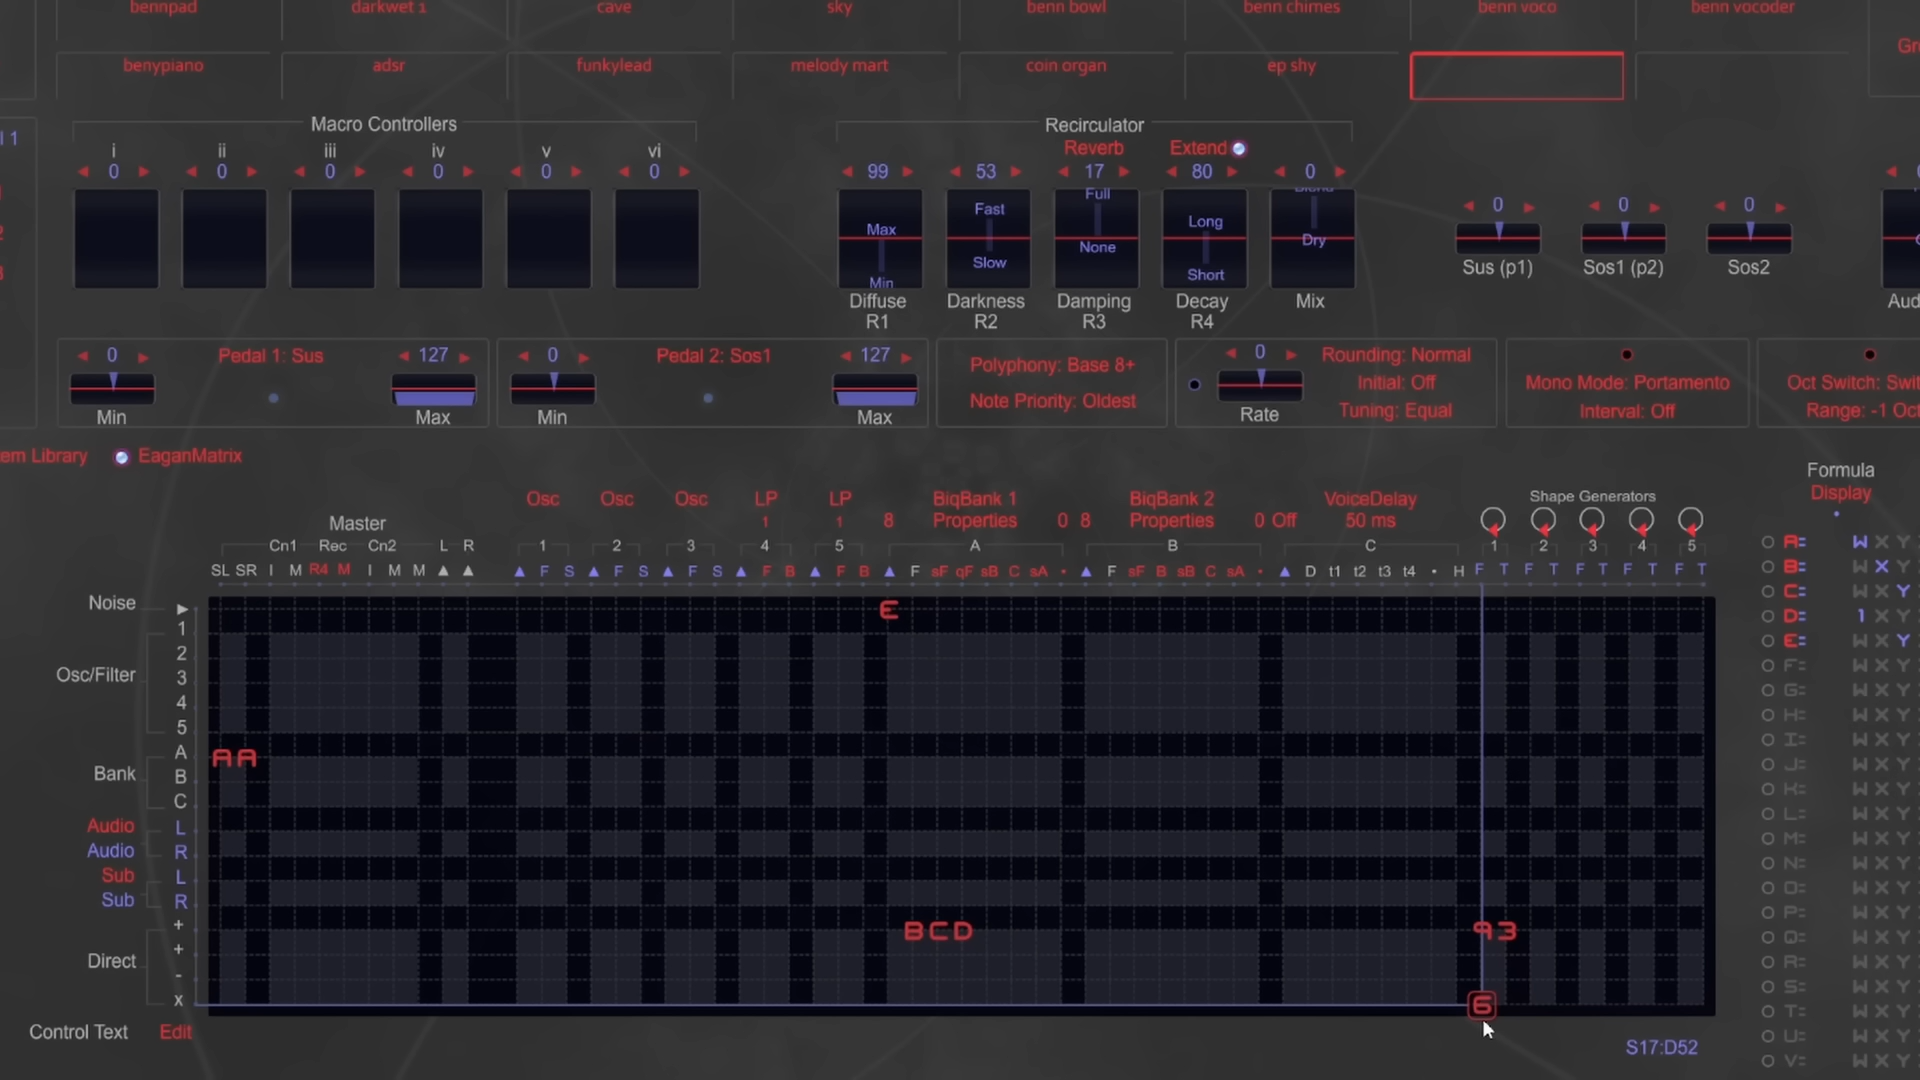 bennpad darkwet 1 cave sky benn bowl benn chimes benn voco benn vocoder
benypiano adsr funkylead melody mart coin organ ep shy
Macro Controllers Recirculator
Reverb Extend
i ii iii iv v vi
0 0 0 0 0 0 99 53 17 80 0
0 0 0
Full
Max Fast Long
Dry
None
Slow Short
Min
Sus (p1) Sos1 (p2) Sos2
Diffuse Darkness Damping Decay Mix
R1 R2 R3 R4
0 Pedal 1: Sus 127 0 Pedal 2: Sos1 127
Min Max Min Max
Polyphony: Base 8+
Note Priority: Oldest
0
Rate
Rounding: Normal
Initial: Off
Tuning: Equal
Mono Mode: Portamento
Interval: Off
Oct Switch:
Range: -1
Library EaganMatrix
Formula
Display
Osc Osc Osc LP LP BiqBank 1 BiqBank 2 VoiceDelay Shape Generators
1 1 8 Properties 0 8 Properties 0 Off 50 ms
Master
Cn1 Rec Cn2 L R 1 2 3 4 5 A B C 1 2 3 4 5
SL SR I M R4 M I M M ▲ ▲ ▲ F S ▲ F S ▲ F S ▲ F B ▲ F B ▲ F sF qF sB C sA • ▲ F sF B sB C sA • ▲ D t1 t2 t3 t4 • H F T F T F T F T F T
Noise ▶ E
1
Osc/Filter 2
3
4
5
Bank A A A
B
C
Audio L
Audio R
Sub L
Sub R
+ B C D 9 3
Direct +
-
x 6
Control Text Edit
S17:D52
A= W X Y
B= W X Y
C= W X Y
D= 1 X Y
E= W X Y
F= W X Y
G= W X Y
H= W X Y
I= W X Y
J= W X Y
K= W X Y
L= W X Y
M= W X Y
N= W X Y
O= W X Y
P= W X Y
Q= W X Y
R= W X Y
S= W X Y
T= W X Y
U= W X Y
V= W X Y